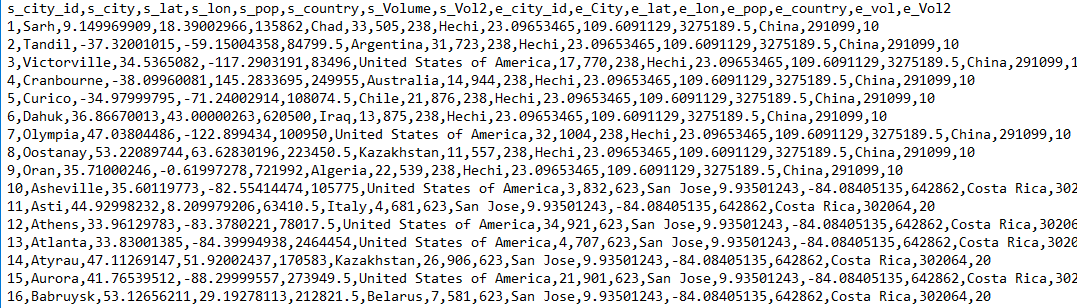 s_city_id,s_city,s_lat,s_lon,s_pop,s_country,s_Volume,s_Vol2,e_city_id,e_City,e_lat,e_lon,e_pop,e_country,e_vol,e_Vol2
1,Sarh,9.149969909,18.39002966,135862,Chad,33,505,238,Hechi,23.09653465,109.6091129,3275189.5,China,291099,10
2,Tandil,-37.32001015,-59.15004358,84799.5,Argentina,31,723,238,Hechi,23.09653465,109.6091129,3275189.5,China,291099,10
3,Victorville,34.5365082,-117.2903191,83496,United States of America,17,770,238,Hechi,23.09653465,109.6091129,3275189.5,China,291099,1
4,Cranbourne,-38.09960081,145.2833695,249955,Australia,14,944,238,Hechi,23.09653465,109.6091129,3275189.5,China,291099,10
5,Curico,-34.97999795,-71.24002914,108074.5,Chile,21,876,238,Hechi,23.09653465,109.6091129,3275189.5,China,291099,10
6,Dahuk,36.86670013,43.00000263,620500,Iraq,13,875,238,Hechi,23.09653465,109.6091129,3275189.5,China,291099,10
7,Olympia,47.03804486,-122.899434,100950,United States of America,32,1004,238,Hechi,23.09653465,109.6091129,3275189.5,China,291099,10
8,Oostanay,53.22089744,63.62830196,223450.5,Kazakhstan,11,557,238,Hechi,23.09653465,109.6091129,3275189.5,China,291099,10
9,Oran,35.71000246,-0.61997278,721992,Algeria,22,539,238,Hechi,23.09653465,109.6091129,3275189.5,China,291099,10
10,Asheville,35.60119773,-82.55414474,105775,United States of America,3,832,623,San Jose,9.93501243,-84.08405135,642862,Costa Rica,302
11,Asti,44.92998232,8.209979206,63410.5,Italy,4,681,623,San Jose,9.93501243,-84.08405135,642862,Costa Rica,302064,20
12,Athens,33.96129783,-83.3780221,78017.5,United States of America,34,921,623,San Jose,9.93501243,-84.08405135,642862,Costa Rica,3020
13,Atlanta,33.83001385,-84.39994938,2464454,United States of America,4,707,623,San Jose,9.93501243,-84.08405135,642862,Costa Rica,3020
14,Atyrau,47.11269147,51.92002437,170583,Kazakhstan,26,906,623,San Jose,9.93501243,-84.08405135,642862,Costa Rica,302064,20
15,Aurora,41.76539512,-88.29999557,273949.5,United States of America,21,901,623,San Jose,9.93501243,-84.08405135,642862,Costa Rica,302
16,Babruysk,53.12656211,29.19278113,212821.5,Belarus,7,581,623,San Jose,9.93501243,-84.08405135,642862,Costa Rica,302064,20